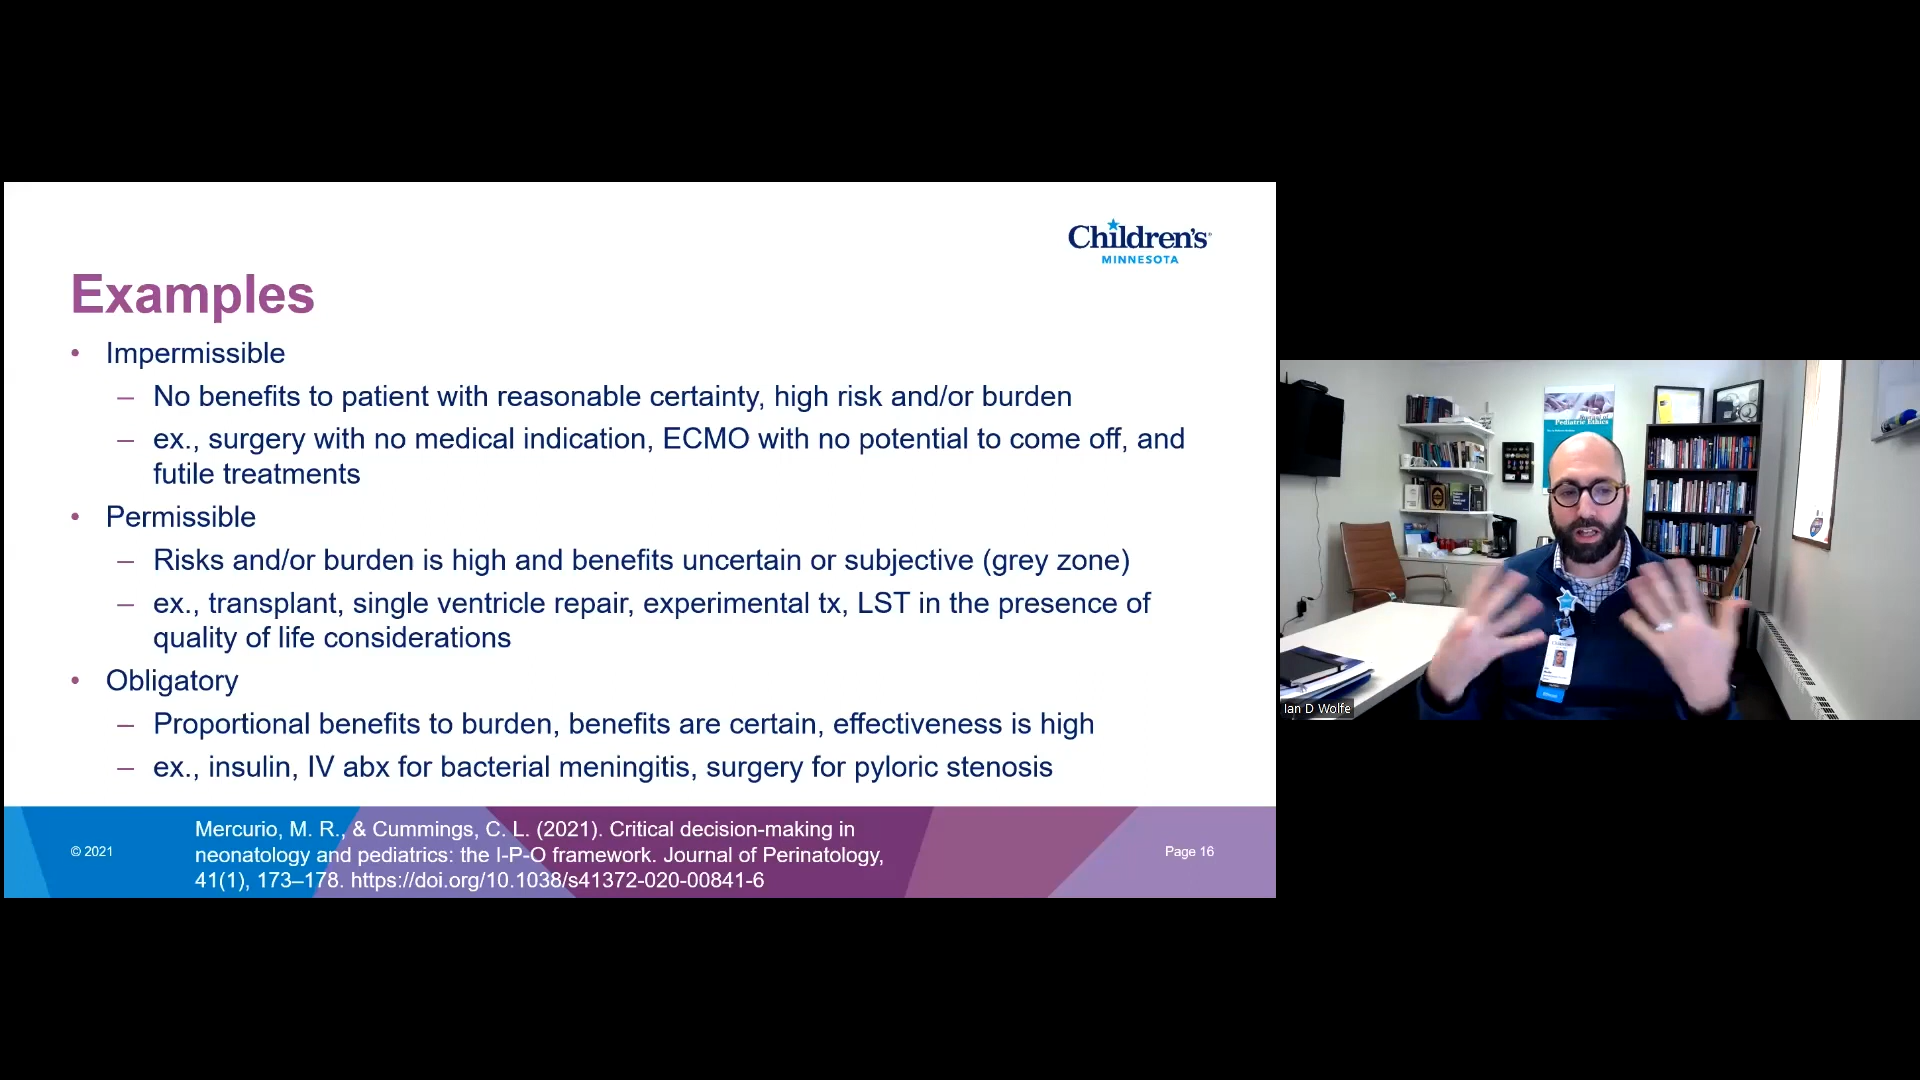 Children's
MINNESOTA
Examples
• Impermissible
– No benefits to patient with reasonable certainty, high risk and/or burden
– ex., surgery with no medical indication, ECMO with no potential to come off, and
futile treatments
• Permissible
– Risks and/or burden is high and benefits uncertain or subjective (grey zone)
– ex., transplant, single ventricle repair, experimental tx, LST in the presence of
quality of life considerations
• Obligatory
– Proportional benefits to burden, benefits are certain, effectiveness is high
– ex., insulin, IV abx for bacterial meningitis, surgery for pyloric stenosis
© 2021
Mercurio, M. R., & Cummings, C. L. (2021). Critical decision-making in
neonatology and pediatrics: the I-P-O framework. Journal of Perinatology,
41(1), 173–178. https://doi.org/10.1038/s41372-020-00841-6
Page 16
Pediatric Ethics
Ian D Wolfe